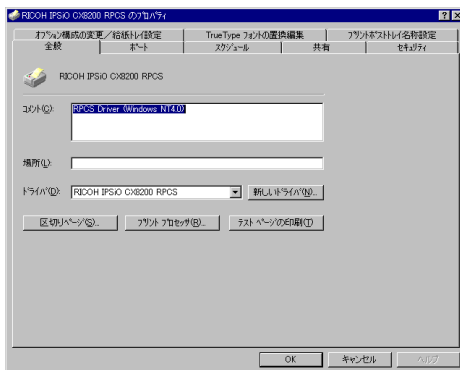 RICOH IPSiO CX8200 RPCS のプロパティ
オプション構成の変更／給紙トレイ設定
TrueType フォントの置換編集
プリントポストトレイ名称設定
全般
ポート
スケジュール
共有
セキュリティ
RICOH IPSiO CX8200 RPCS
コメント(C):
RPCS Driver (Windows NT4.0)
場所(L):
ドライバ(D):
RICOH IPSiO CX8200 RPCS
新しいドライバ(N)...
区切りページ(S)...
プリント プロセッサ(R)...
テスト ページの印刷(T)
OK
キャンセル
ヘルプ